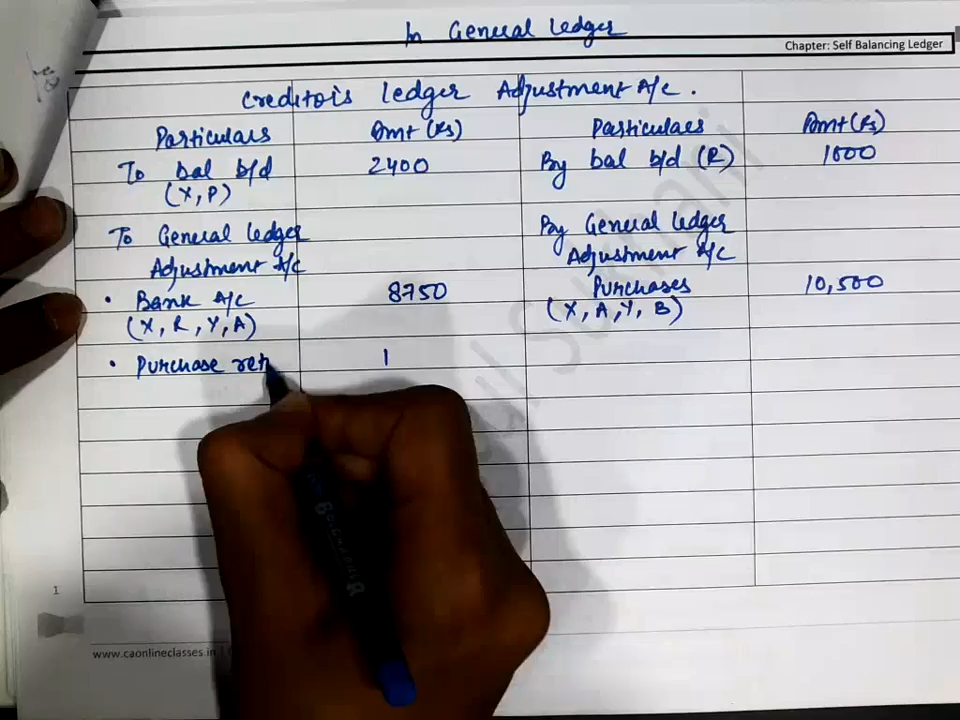 In General Ledger
Chapter: Self Balancing Ledger
Creditors ledger Adjustment A/c.
Particulars Amt (Rs) Particulars Amt (Rs)
To bal b/d 2400 By bal b/d (R) 1000
(X, P)
To General ledger By General ledger
Adjustment A/c Adjustment A/c
• Bank A/c 8750 Purchases 10,500
(X, R, Y, A) (X, A, Y, B)
• Purchase ret 1
1
www.caonlineclasses.in